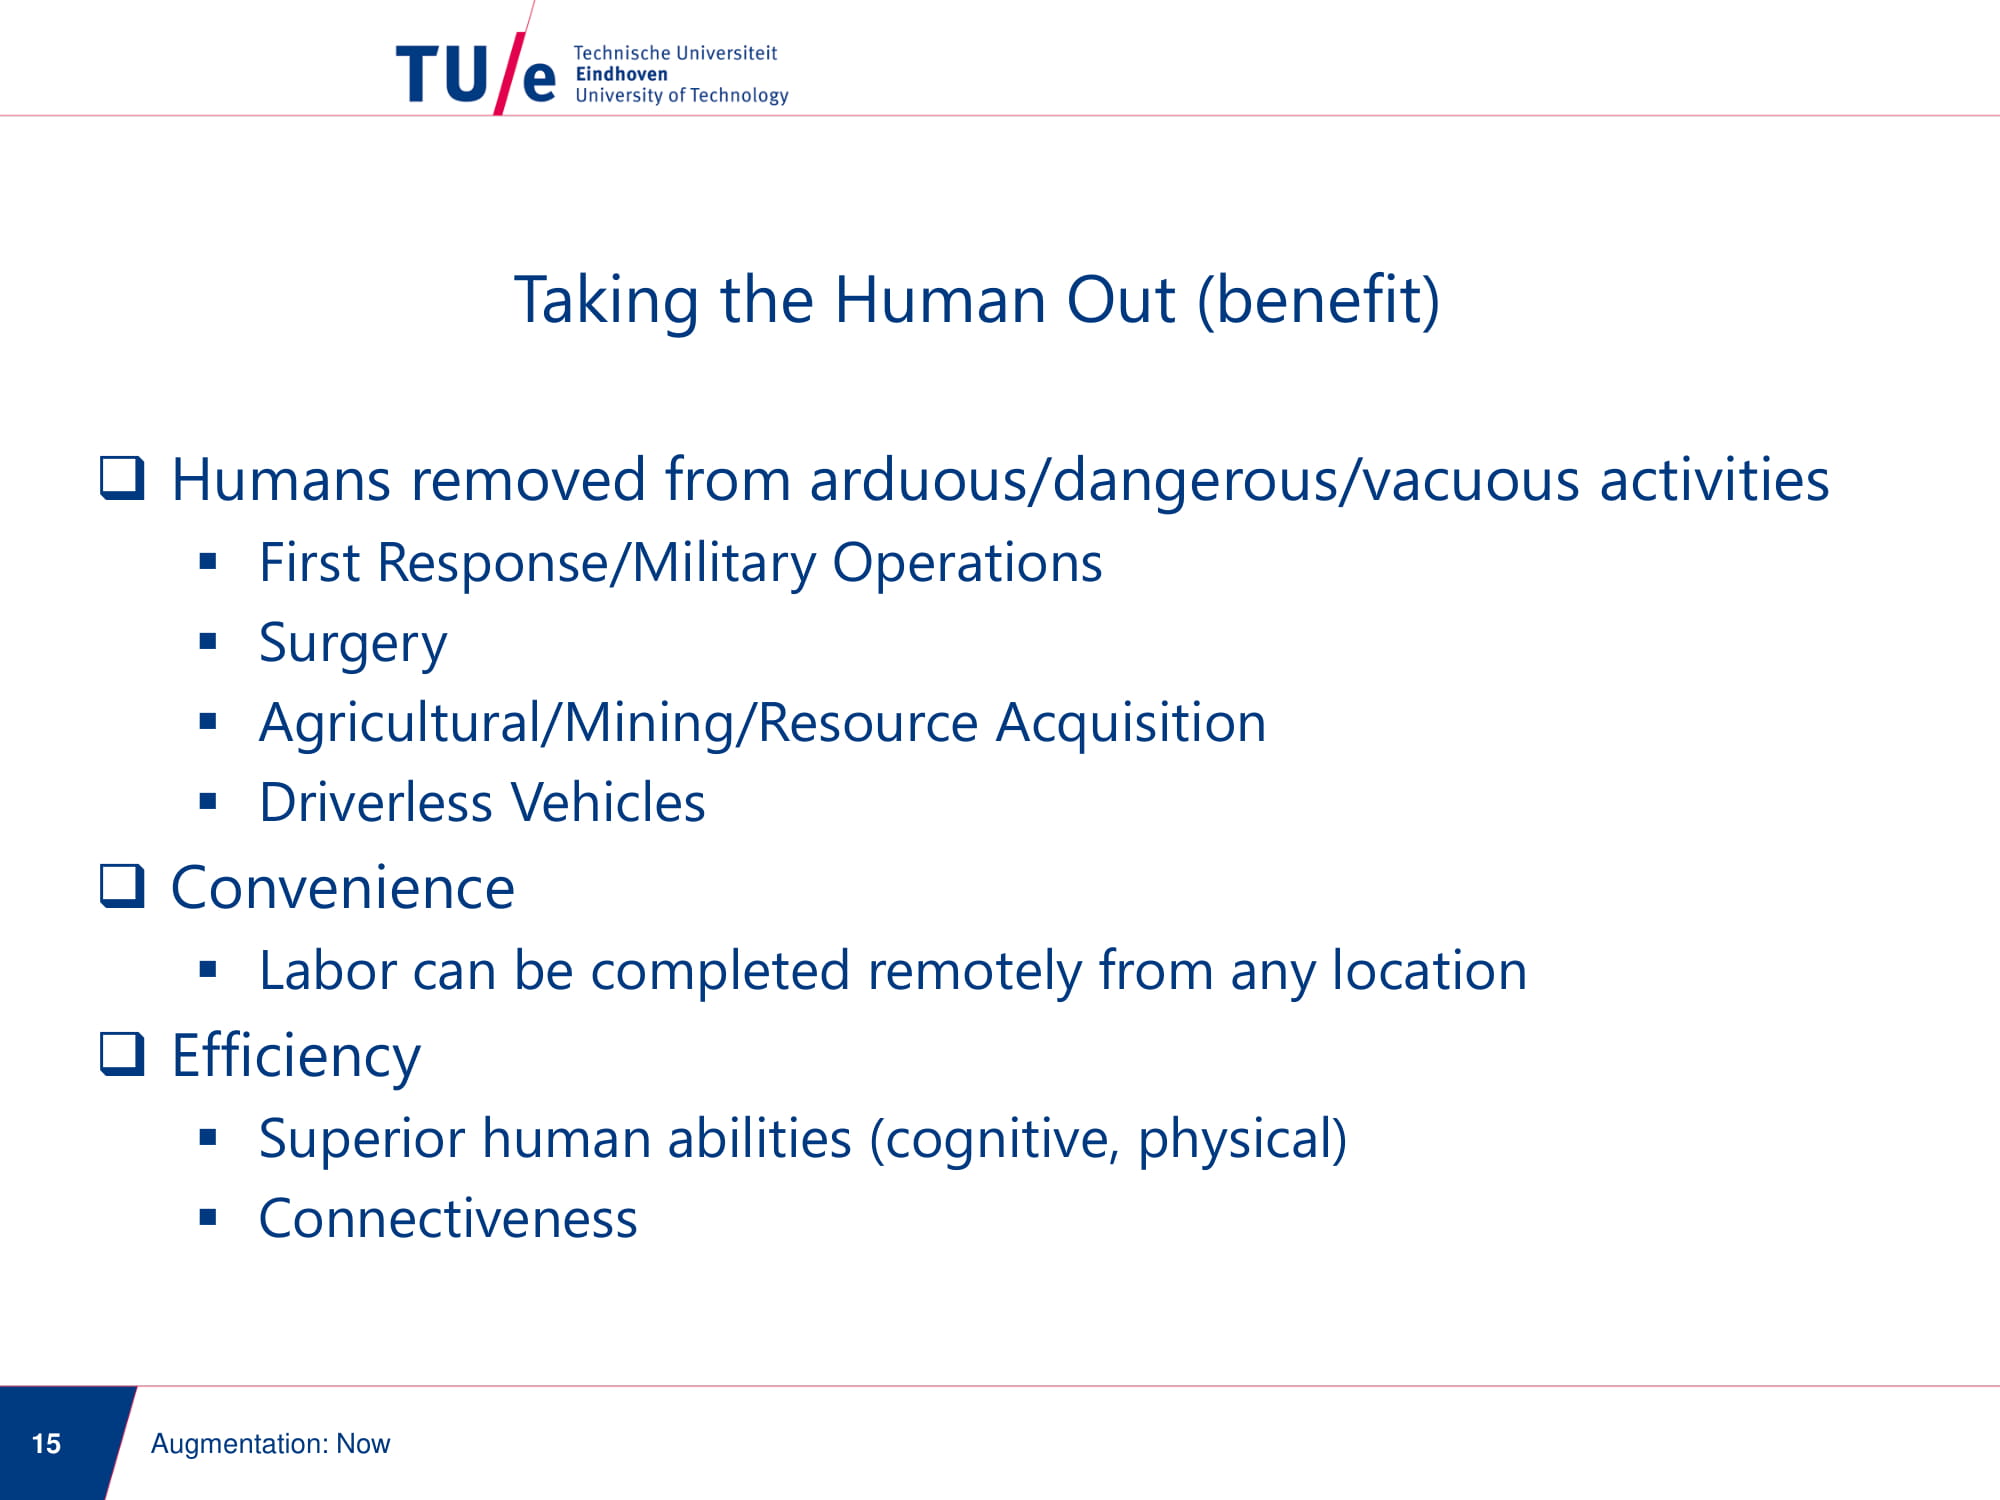 TU/e
Technische Universiteit
Eindhoven
University of Technology
Taking the Human Out (benefit)
❑ Humans removed from arduous/dangerous/vacuous activities
▪ First Response/Military Operations
▪ Surgery
▪ Agricultural/Mining/Resource Acquisition
▪ Driverless Vehicles
❑ Convenience
▪ Labor can be completed remotely from any location
❑ Efficiency
▪ Superior human abilities (cognitive, physical)
▪ Connectiveness
15 Augmentation: Now